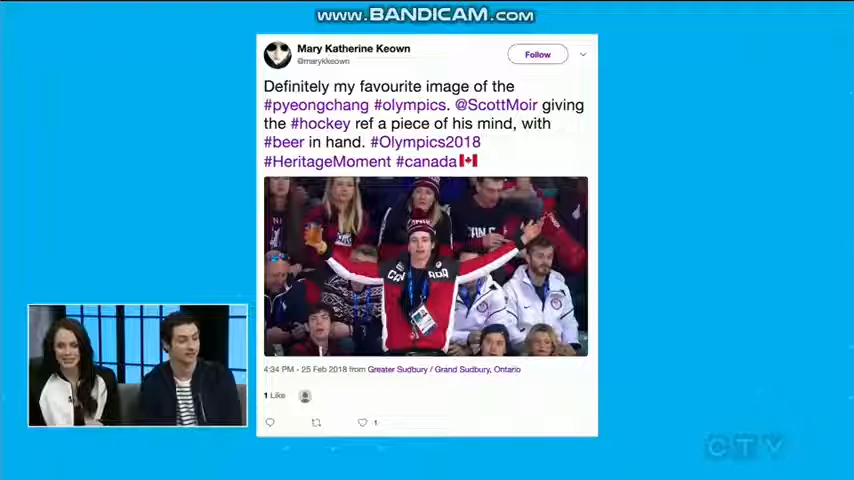 www.BANDICAM.com
Mary Katherine Keown
@marykkeown
Follow
Definitely my favourite image of the
#pyeongchang #olympics. @ScottMoir giving
the #hockey ref a piece of his mind, with
#beer in hand. #Olympics2018
#HeritageMoment #canada
CANADA
4:34 PM - 25 Feb 2018 from Greater Sudbury / Grand Sudbury, Ontario
1 Like
1
CTV